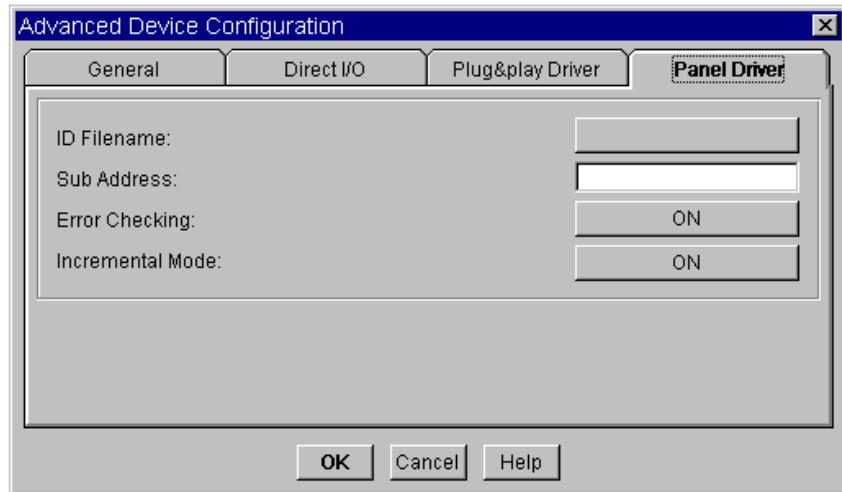 Advanced Device Configuration
General Direct I/O Plug&play Driver Panel Driver
ID Filename:
Sub Address:
Error Checking: ON
Incremental Mode: ON
OK Cancel Help